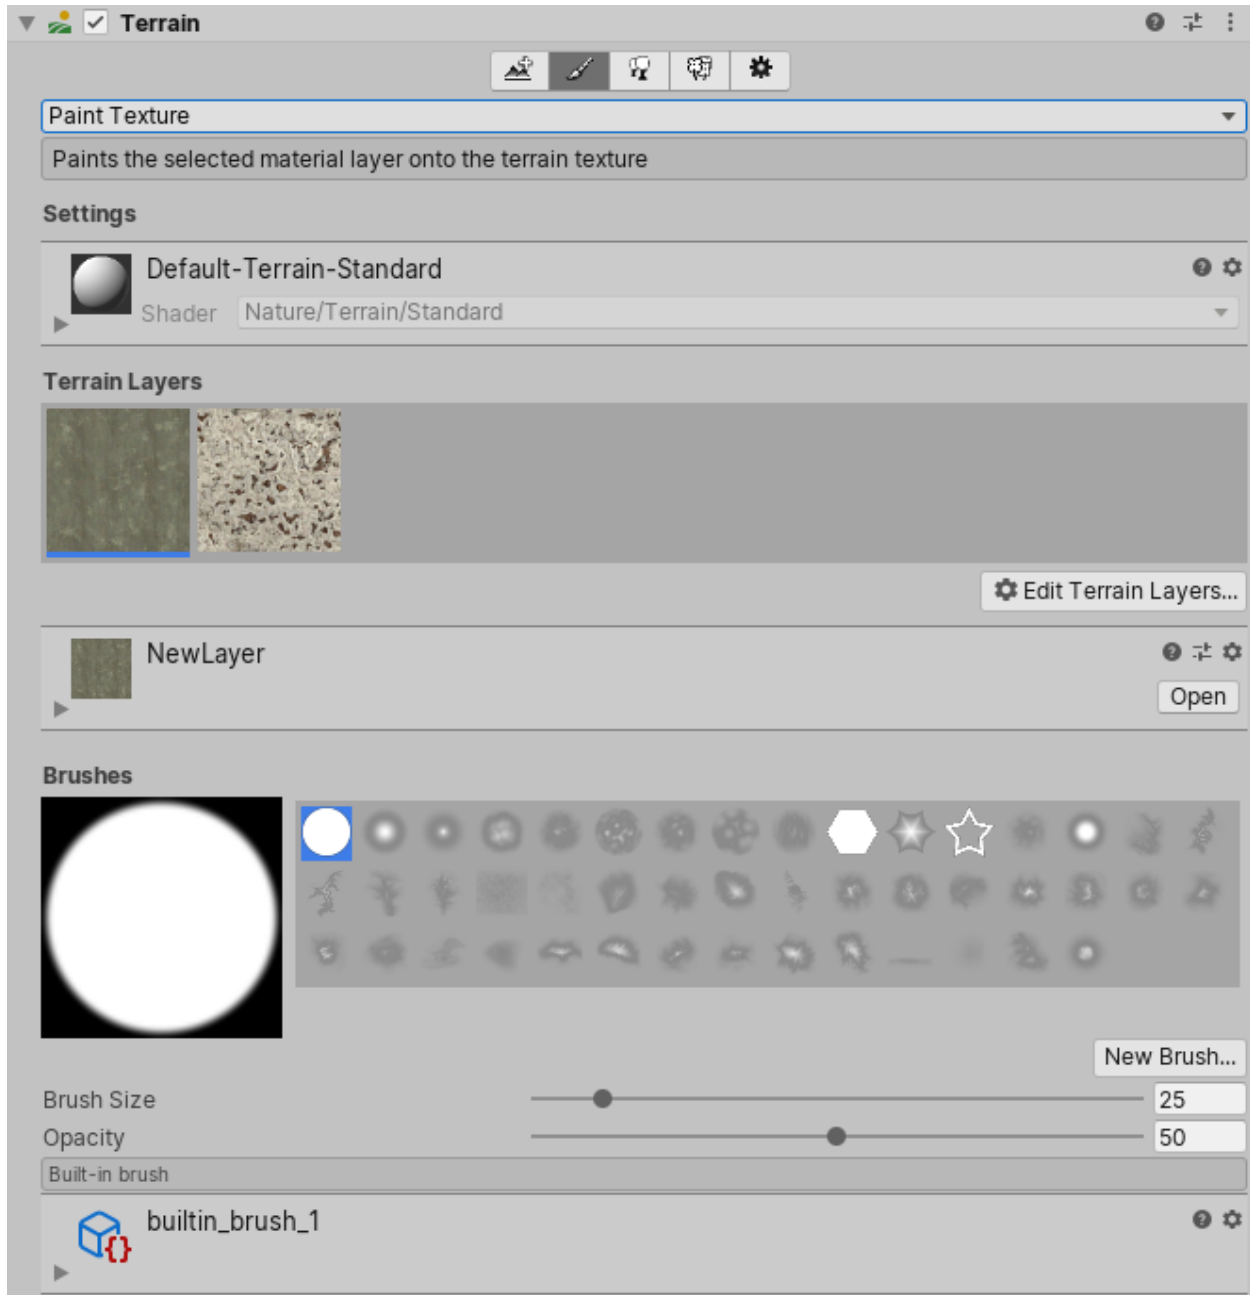 Terrain
Paint Texture
Paints the selected material layer onto the terrain texture
Settings
Default-Terrain-Standard
Shader Nature/Terrain/Standard
Terrain Layers
Edit Terrain Layers...
NewLayer
Open
Brushes
New Brush...
Brush Size 25
Opacity 50
Built-in brush
builtin_brush_1